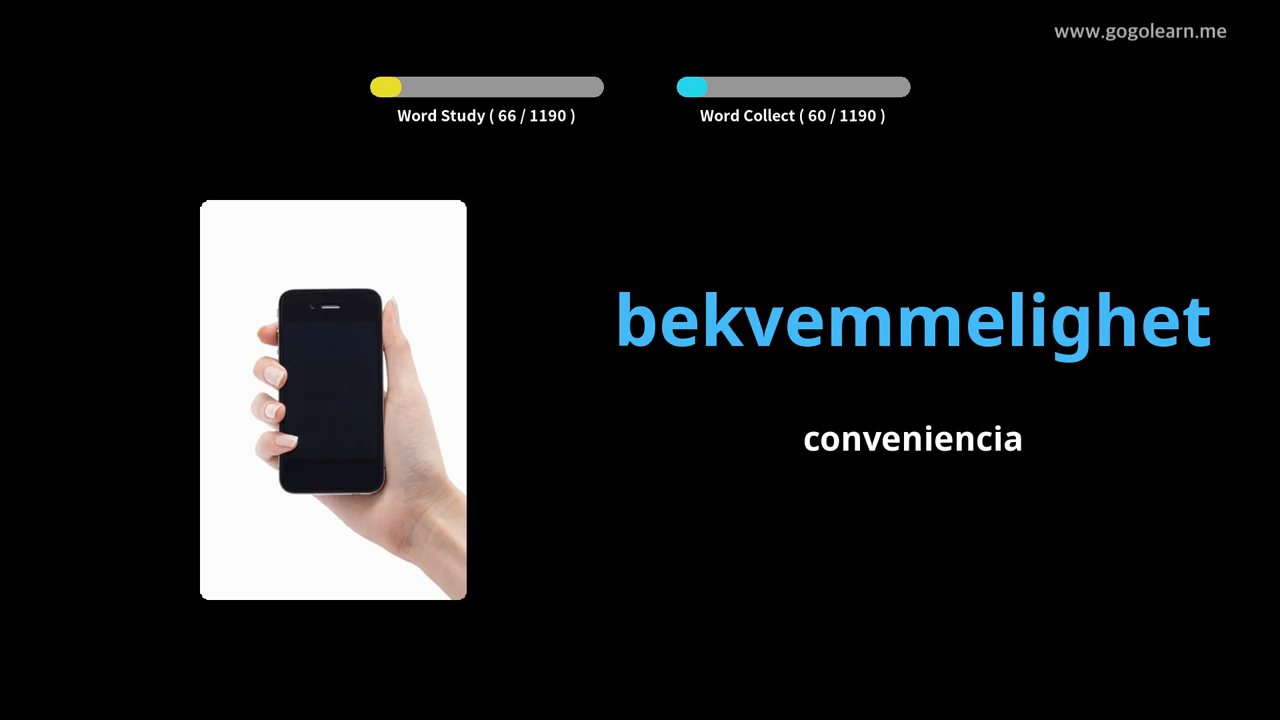 www.gogolearn.me
Word Study ( 66 / 1190 )
Word Collect ( 60 / 1190 )
bekvemmelighet
conveniencia